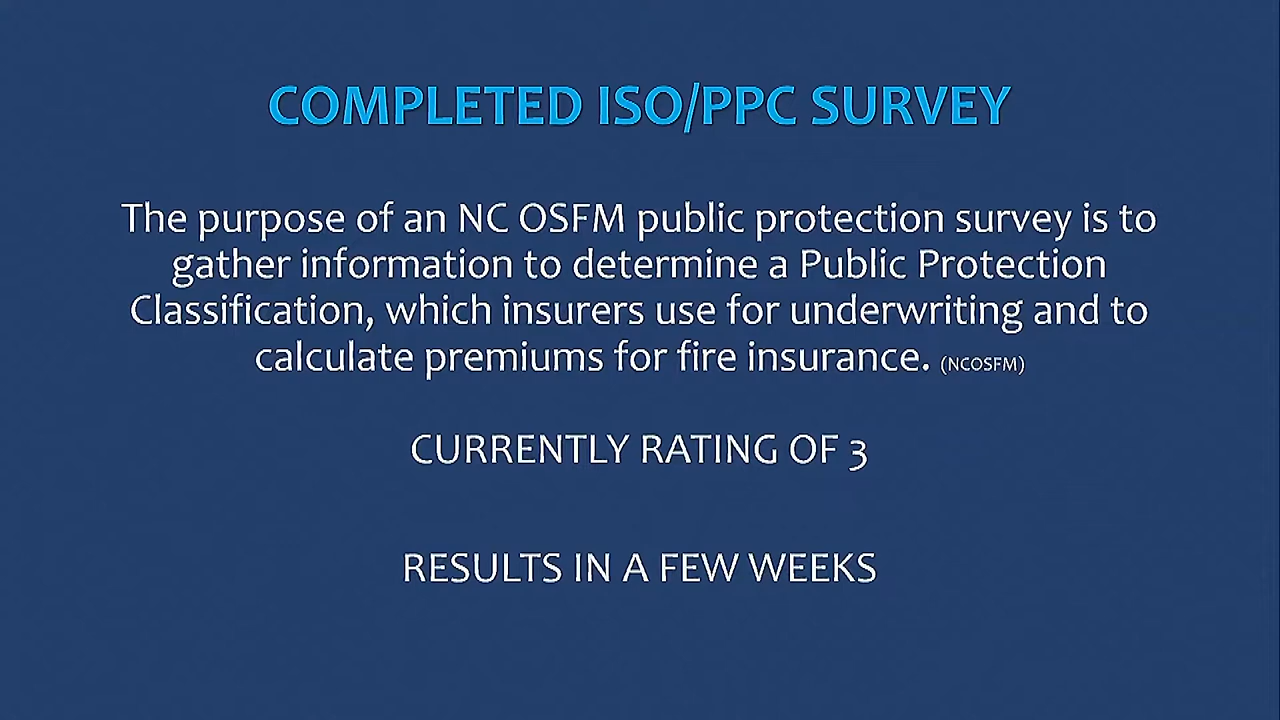 COMPLETED ISO/PPC SURVEY
The purpose of an NC OSFM public protection survey is to
gather information to determine a Public Protection
Classification, which insurers use for underwriting and to
calculate premiums for fire insurance. (NCOSFM)
CURRENTLY RATING OF 3
RESULTS IN A FEW WEEKS